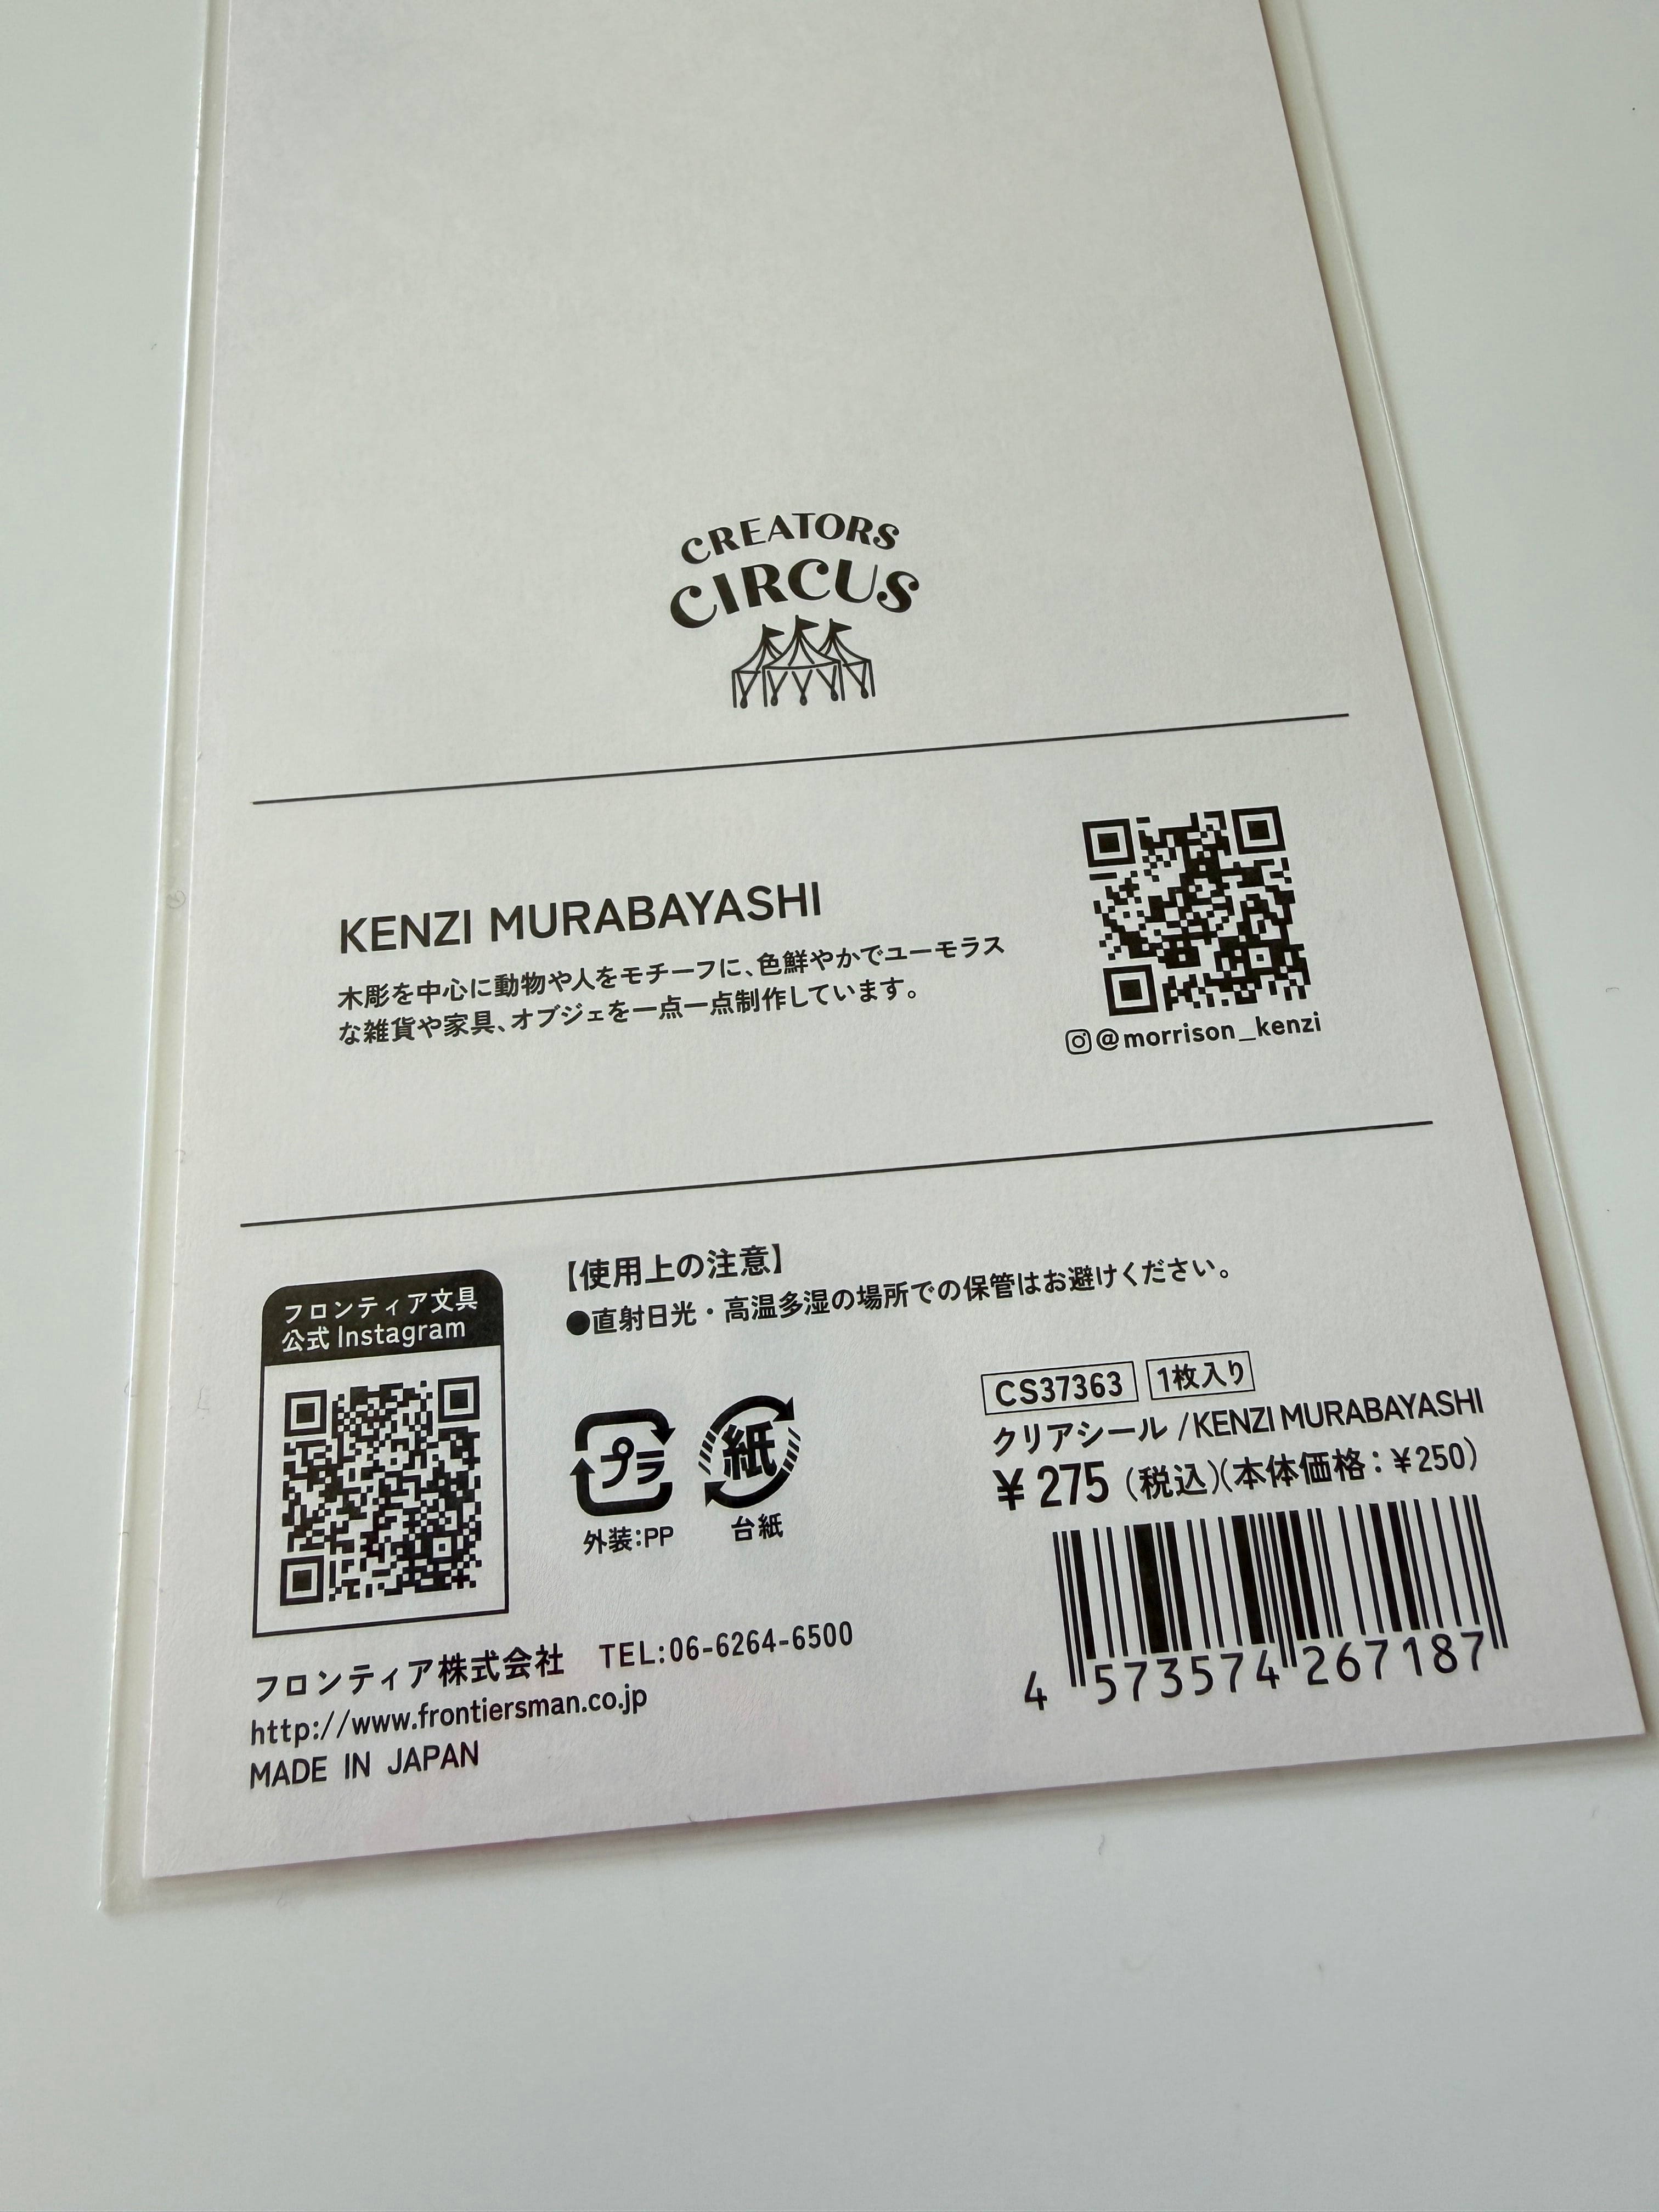 CREATORS
CIRCUS
KENZI MURABAYASHI
木彫を中心に動物や人をモチーフに、色鮮やかでユーモラス
な雑貨や家具、オブジェを一点一点制作しています。
@morrison_kenzi
フロンティア文具
公式 Instagram
【使用上の注意】
●直射日光・高温多湿の場所での保管はお避けください。
プラ
外装:PP
紙
台紙
CS37363 1枚入り
クリアシール /KENZI MURABAYASHI
¥275 (税込)(本体価格:¥250)
4 573574 267187
フロンティア株式会社 TEL:06-6264-6500
http://www.frontiersman.co.jp
MADE IN JAPAN